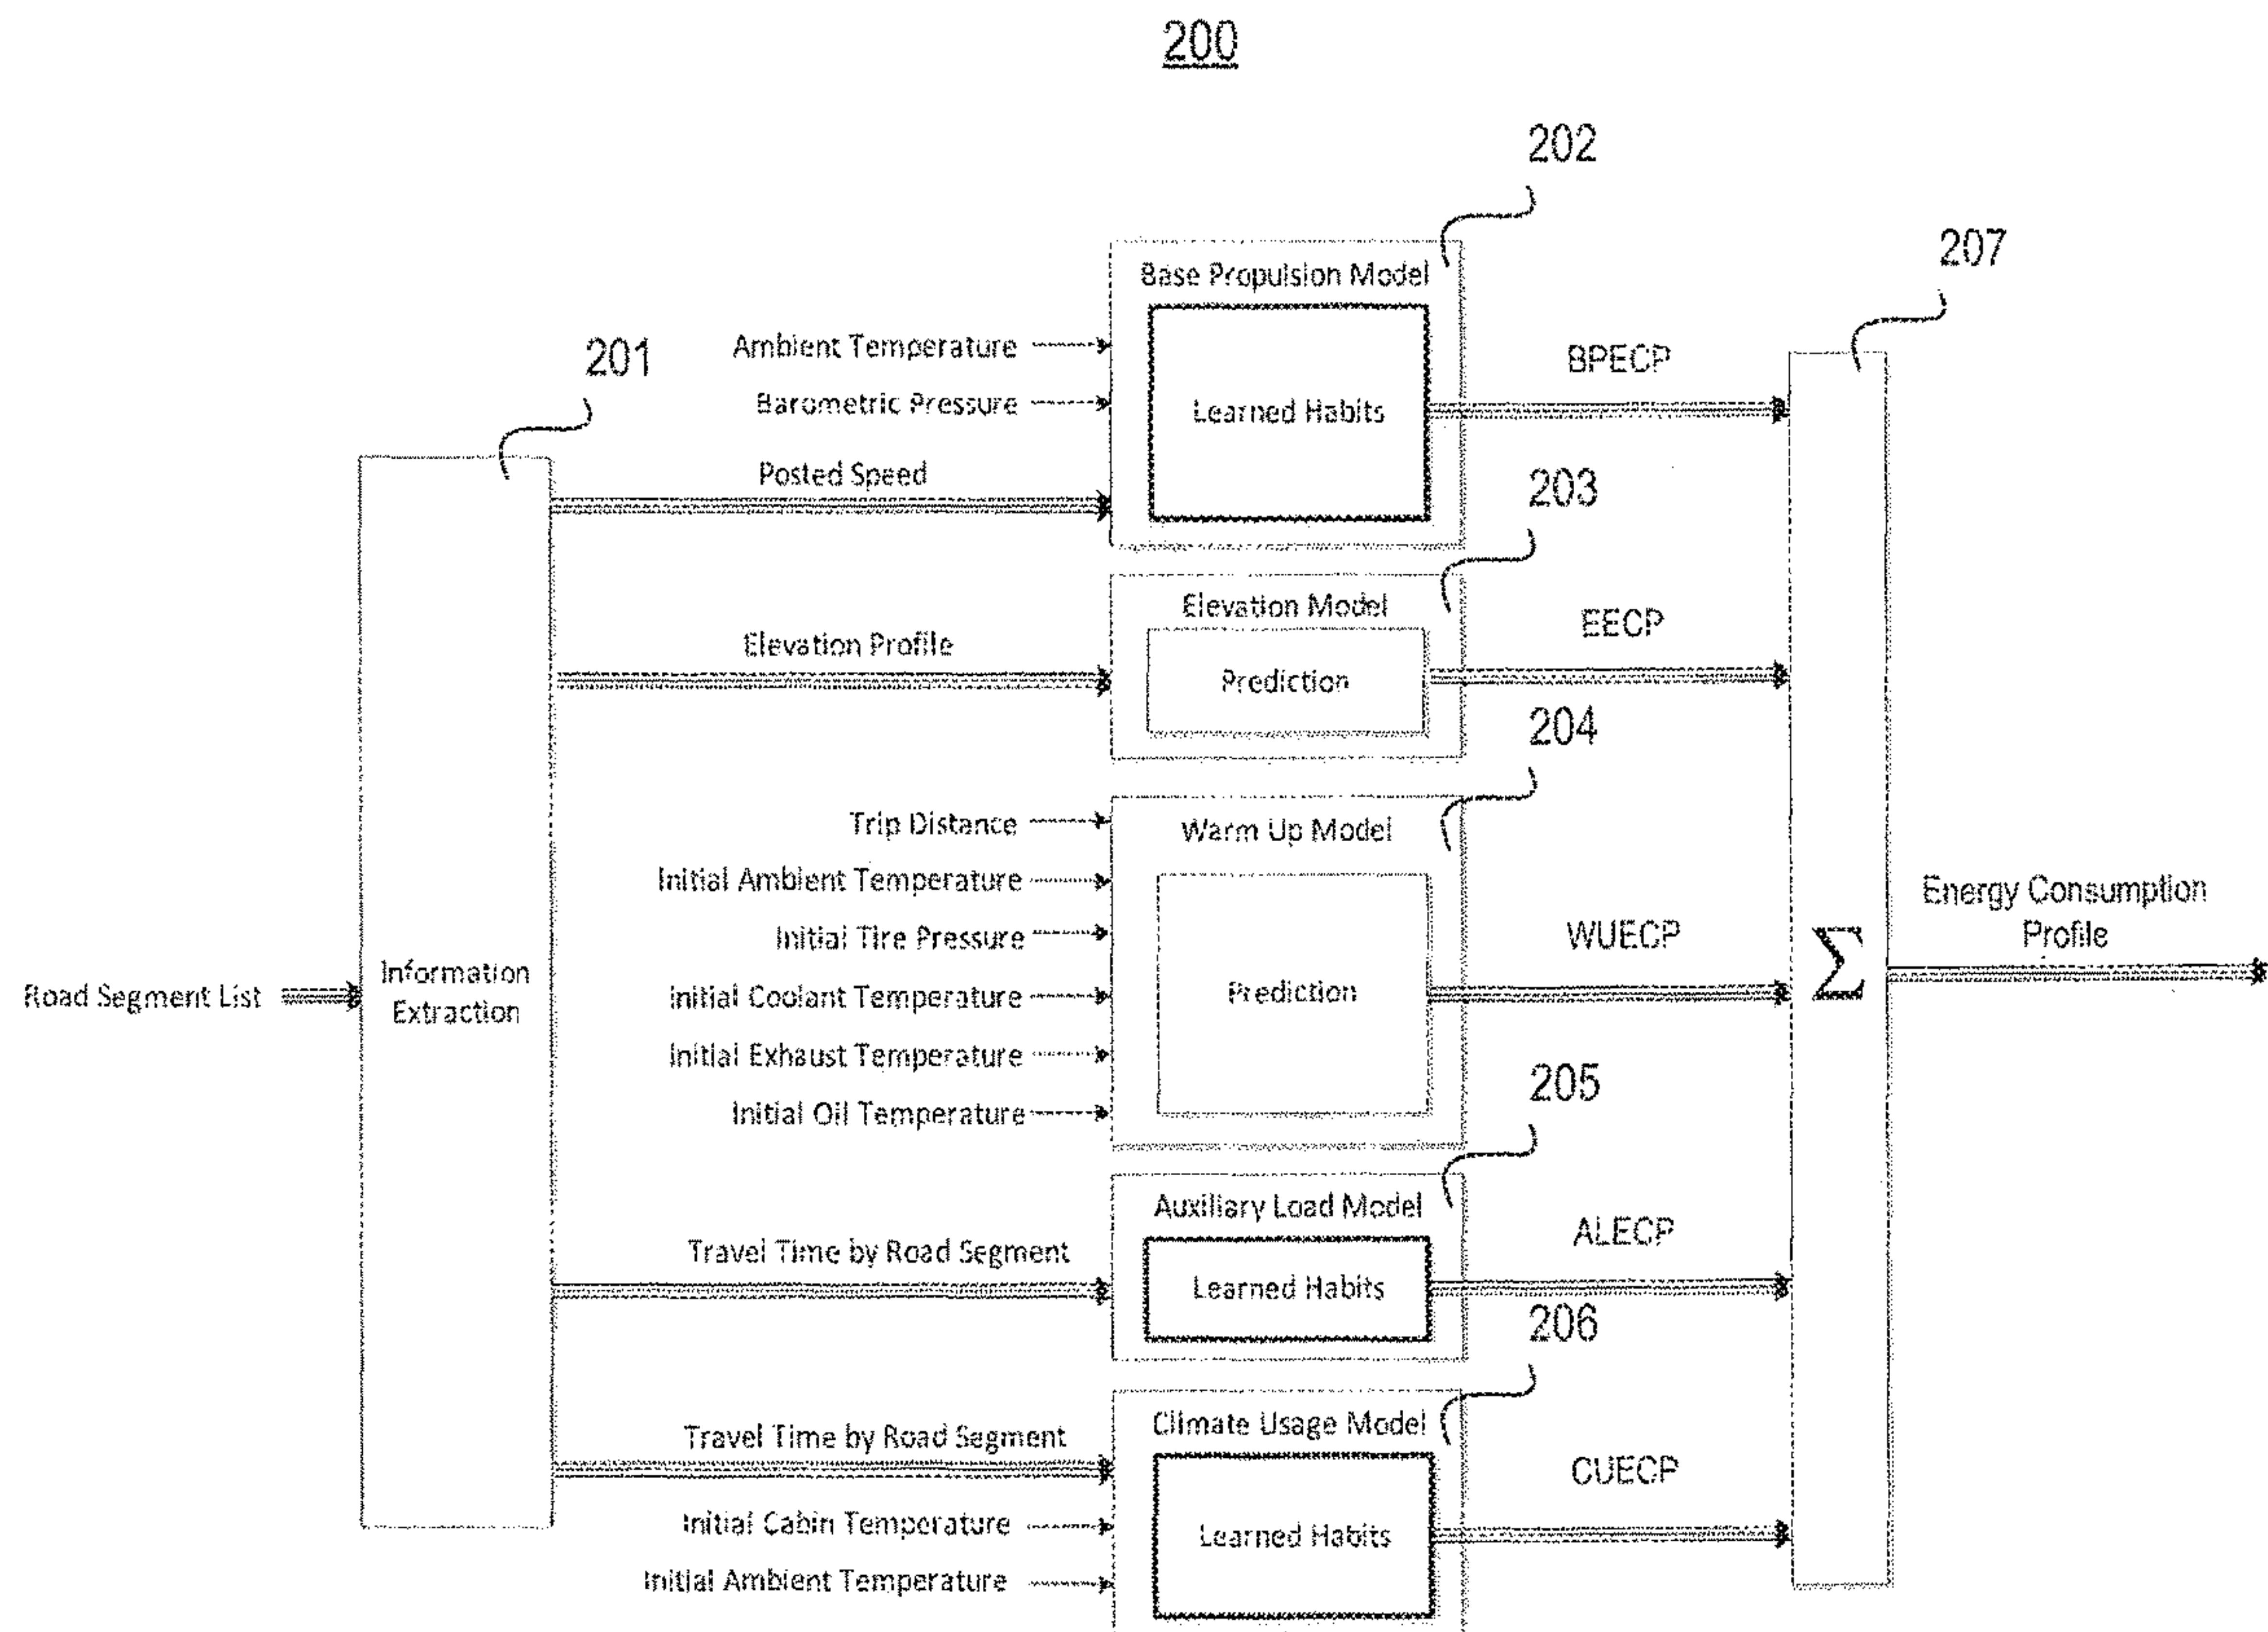 200
202
207
201
Base Propulsion Model
Ambient Temperature
Barometric Pressure
Posted Speed
Learned Habits
BPECP
203
Elevation Model
Elevation Profile
Prediction
EECP
204
Trip Distance
Initial Ambient Temperature
Initial Tire Pressure
Initial Coolant Temperature
Initial Exhaust Temperature
Initial Oil Temperature
Warm Up Model
Prediction
WUECP
Road Segment List
Information
Extraction
Σ
Energy Consumption
Profile
205
Auxiliary Load Model
Travel Time by Road Segment
Learned Habits
ALECP
206
Climate Usage Model
Travel Time by Road Segment
Initial Cabin Temperature
Initial Ambient Temperature
Learned Habits
CUECP